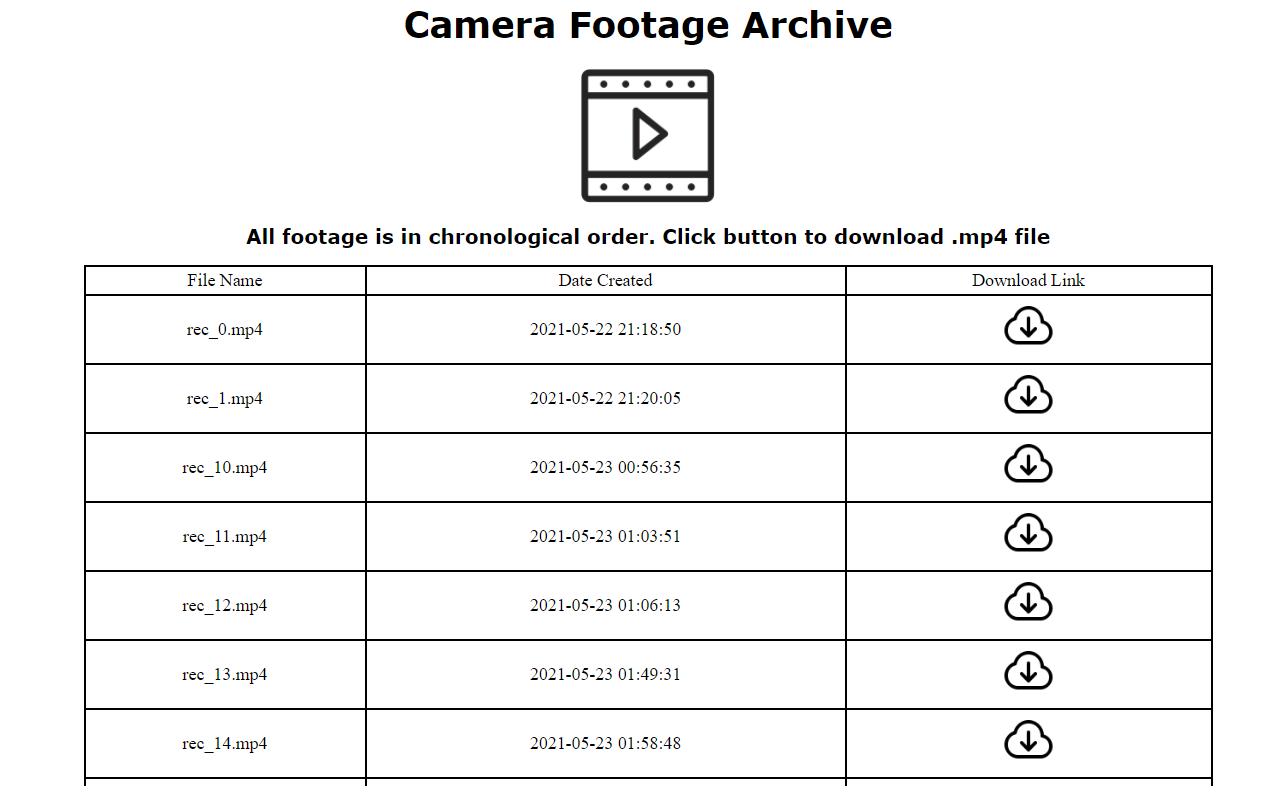 Camera Footage Archive
All footage is in chronological order. Click button to download .mp4 file
File Name Date Created Download Link
rec_0.mp4 2021-05-22 21:18:50
rec_1.mp4 2021-05-22 21:20:05
rec_10.mp4 2021-05-23 00:56:35
rec_11.mp4 2021-05-23 01:03:51
rec_12.mp4 2021-05-23 01:06:13
rec_13.mp4 2021-05-23 01:49:31
rec_14.mp4 2021-05-23 01:58:48